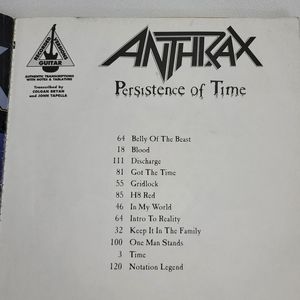 RECORDED VERSIONS
GUITAR
AUTHENTIC TRANSCRIPTIONS
WITH NOTES & TABLATURE
Transcribed by
COLGAN BRYAN
and JOHN TAPELLA
ANTHRAX
Persistence of Time
64 Belly Of The Beast
18 Blood
111 Discharge
81 Got The Time
55 Gridlock
85 H8 Red
46 In My World
64 Intro To Reality
32 Keep It In The Family
100 One Man Stands
3 Time
120 Notation Legend